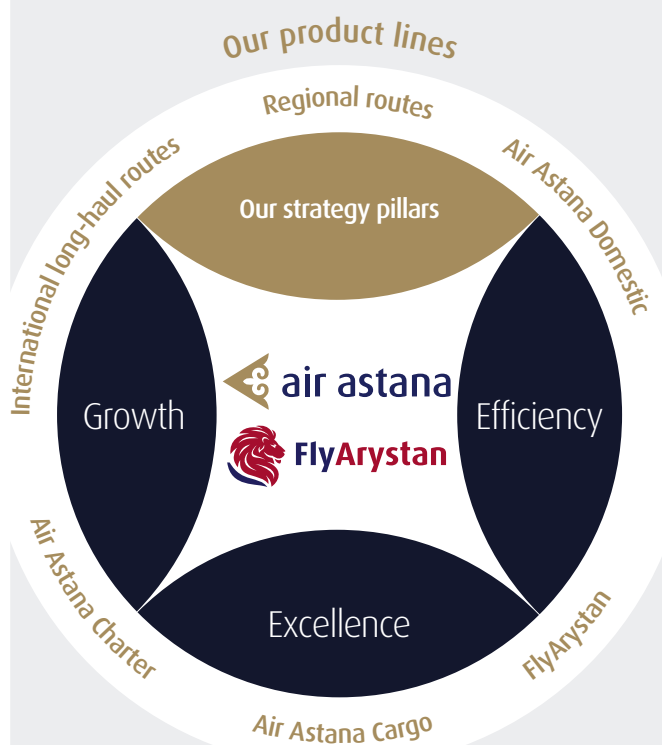 Our product lines
Regional routes
International long-haul routes
Air Astana Domestic
Our strategy pillars
air astana
Growth
Efficiency
FlyArystan
Excellence
Air Astana Charter
FlyArystan
Air Astana Cargo